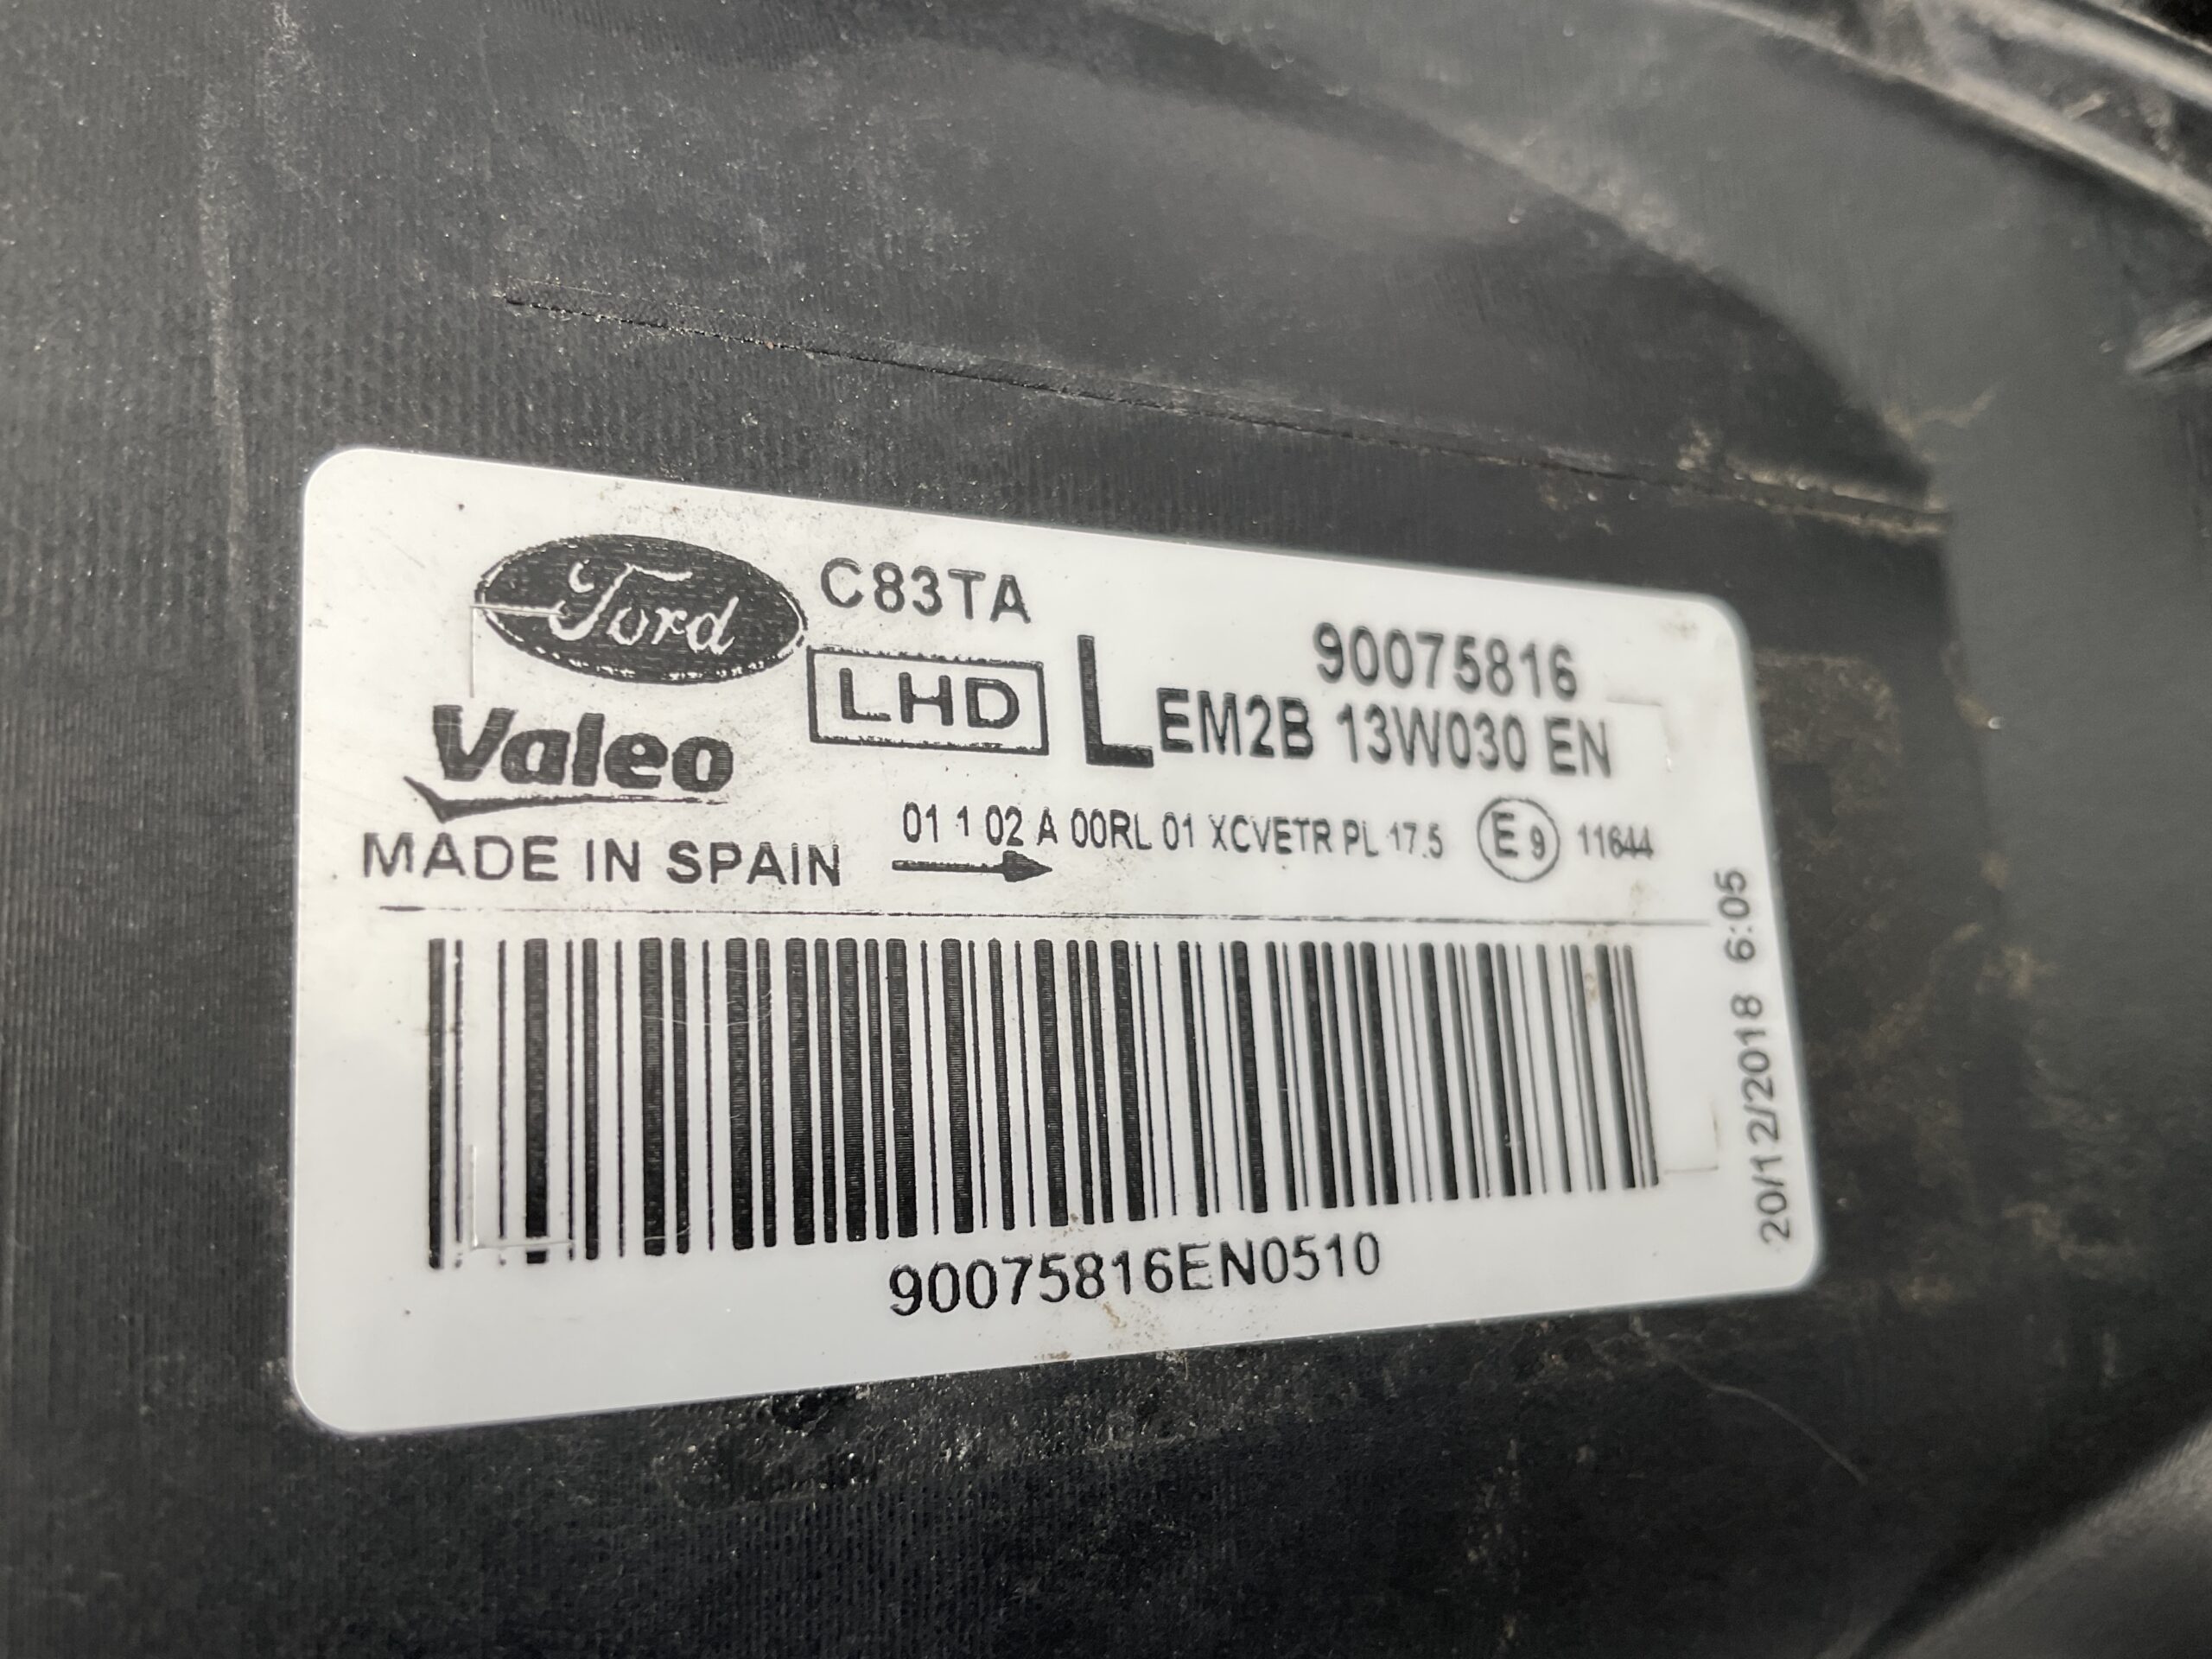 Ford
C83TA
LHD
Valeo
MADE IN SPAIN
L
90075816
EM2B 13W030 EN
01 1 02 A 00RL 01 XCVETR PL 17.5 E9 11644
90075816EN0510
20/12/2018 6:05